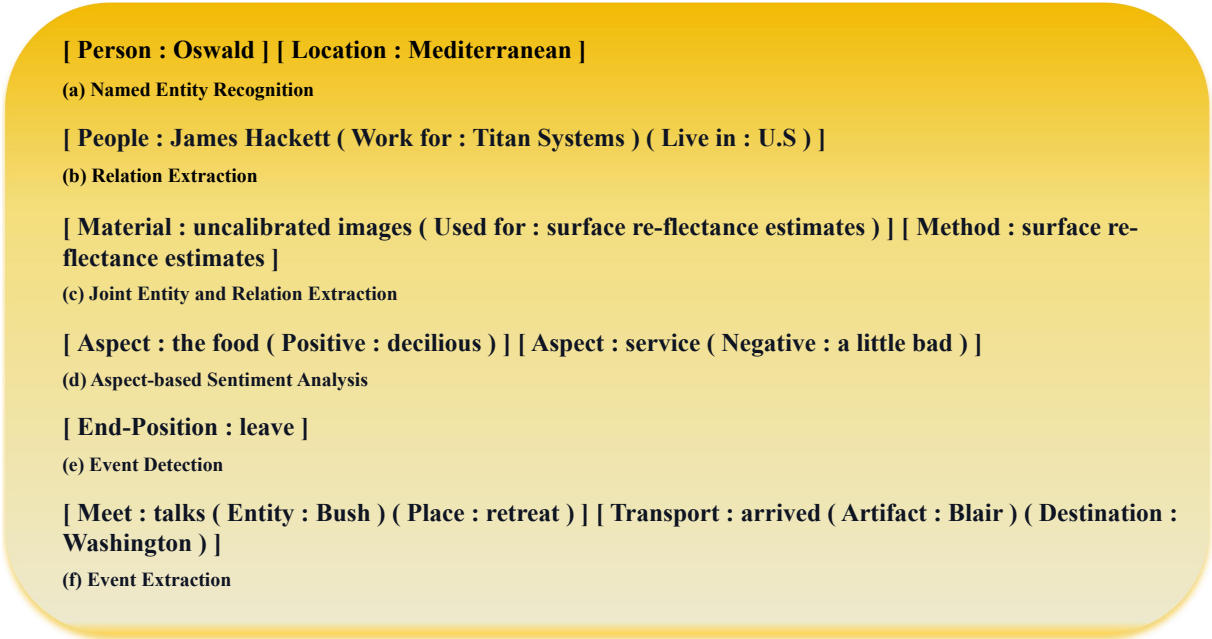 [ Person : Oswald ] [ Location : Mediterranean ]
(a) Named Entity Recognition
[ People : James Hackett ( Work for : Titan Systems ) ( Live in : U.S ) ]
(b) Relation Extraction
[ Material : uncalibrated images ( Used for : surface re-flectance estimates ) ] [ Method : surface re-
flectance estimates ]
(c) Joint Entity and Relation Extraction
[ Aspect : the food ( Positive : decilious ) ] [ Aspect : service ( Negative : a little bad ) ]
(d) Aspect-based Sentiment Analysis
[ End-Position : leave ]
(e) Event Detection
[ Meet : talks ( Entity : Bush ) ( Place : retreat ) ] [ Transport : arrived ( Artifact : Blair ) ( Destination :
Washington ) ]
(f) Event Extraction